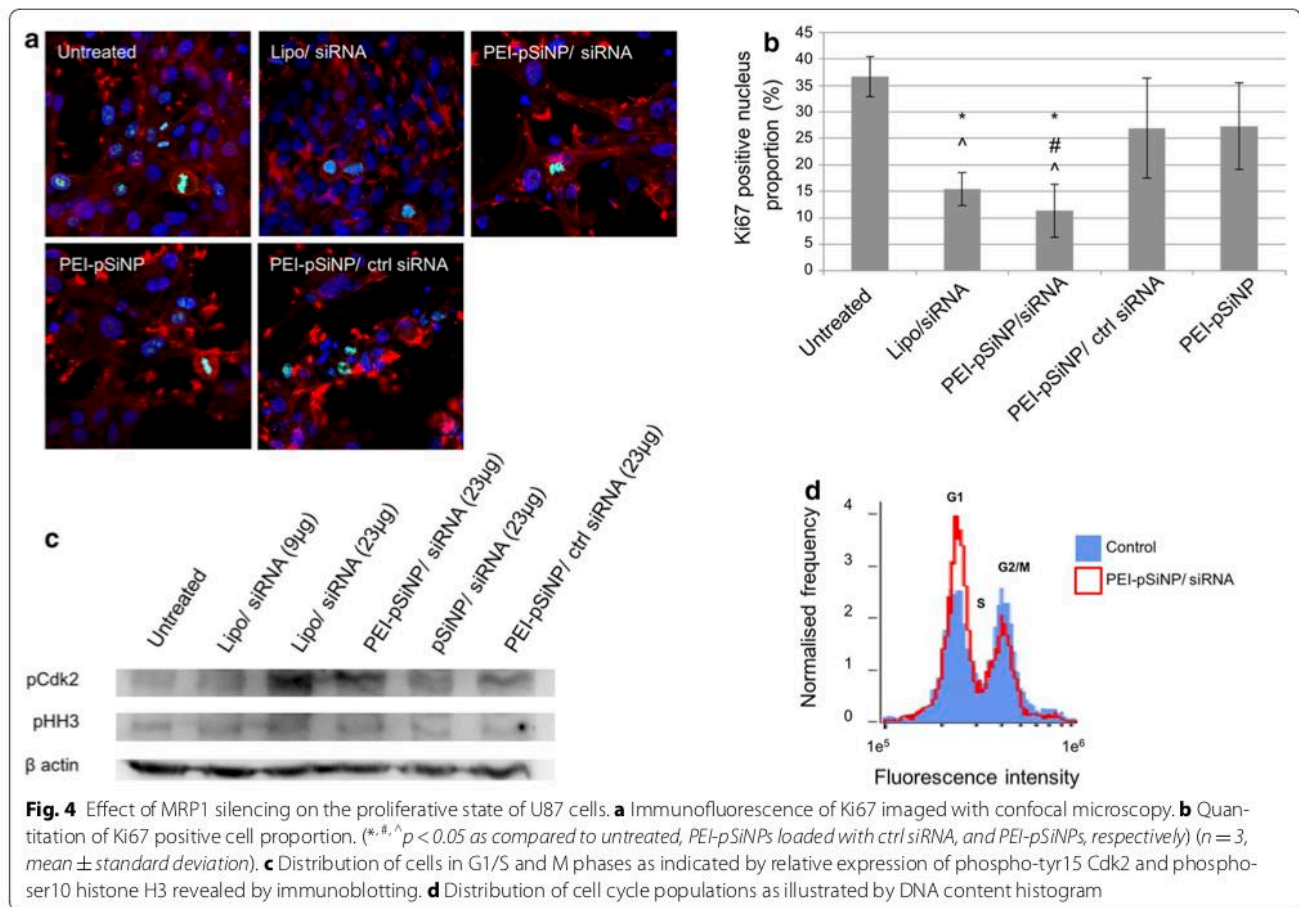 a
Untreated
Lipo/ siRNA
PEI-pSiNP/ siRNA
PEI-pSiNP
PEI-pSiNP/ ctrl siRNA
b
Ki67 positive nucleus
proportion (%)
45
40
35
30
25
20
15
10
5
0
*
^
*
#
^
Untreated
Lipo/siRNA
PEI-pSiNP/siRNA
PEI-pSiNP/ ctrl siRNA
PEI-pSiNP
c
Untreated
Lipo/ siRNA (9µg)
Lipo/ siRNA (23µg)
PEI-pSiNP/ siRNA (23µg)
pSiNP/ siRNA (23µg)
PEI-pSiNP/ ctrl siRNA (23µg)
pCdk2
pHH3
β actin
d
Normalised frequency
4
3
2
1
0
G1
S
G2/M
Control
PEI-pSiNP/ siRNA
1e⁵
1e⁶
Fluorescence intensity
Fig. 4 Effect of MRP1 silencing on the proliferative state of U87 cells. a Immunofluorescence of Ki67 imaged with confocal microscopy. b Quan-
titation of Ki67 positive cell proportion. (*,#,^p < 0.05 as compared to untreated, PEI-pSiNPs loaded with ctrl siRNA, and PEI-pSiNPs, respectively) (n = 3,
mean ± standard deviation). c Distribution of cells in G1/S and M phases as indicated by relative expression of phospho-tyr15 Cdk2 and phospho-
ser10 histone H3 revealed by immunoblotting. d Distribution of cell cycle populations as illustrated by DNA content histogram